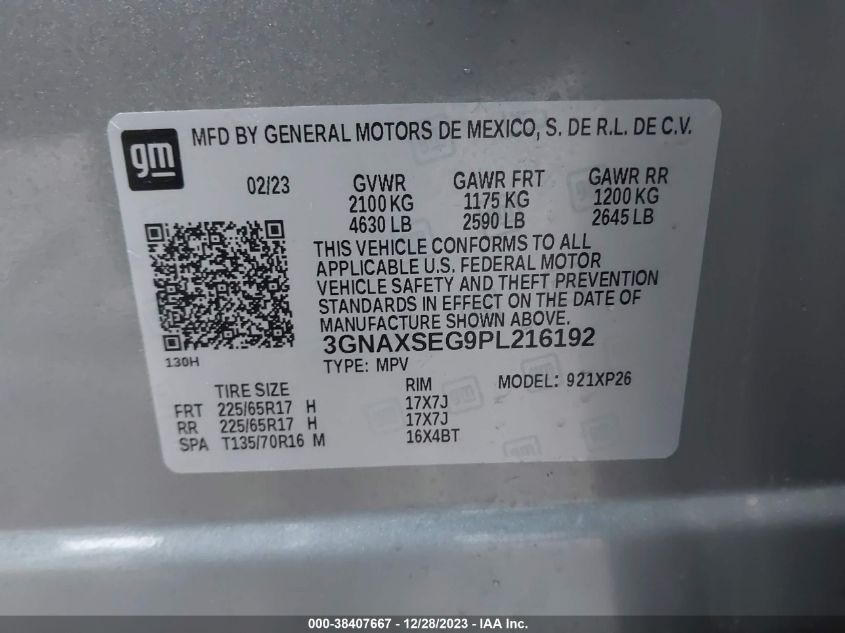 gm
MFD BY GENERAL MOTORS DE MEXICO, S. DE R.L. DE C.V.
02/23 GVWR GAWR FRT GAWR RR
2100 KG 1175 KG 1200 KG
4630 LB 2590 LB 2645 LB
THIS VEHICLE CONFORMS TO ALL
APPLICABLE U.S. FEDERAL MOTOR
VEHICLE SAFETY AND THEFT PREVENTION
STANDARDS IN EFFECT ON THE DATE OF
MANUFACTURE SHOWN ABOVE.
3GNAXSEG9PL216192
130H
TYPE: MPV
TIRE SIZE RIM MODEL: 921XP26
FRT 225/65R17 H 17X7J
RR 225/65R17 H 17X7J
SPA T135/70R16 M 16X4BT
000-38407667 - 12/28/2023 - IAA Inc.